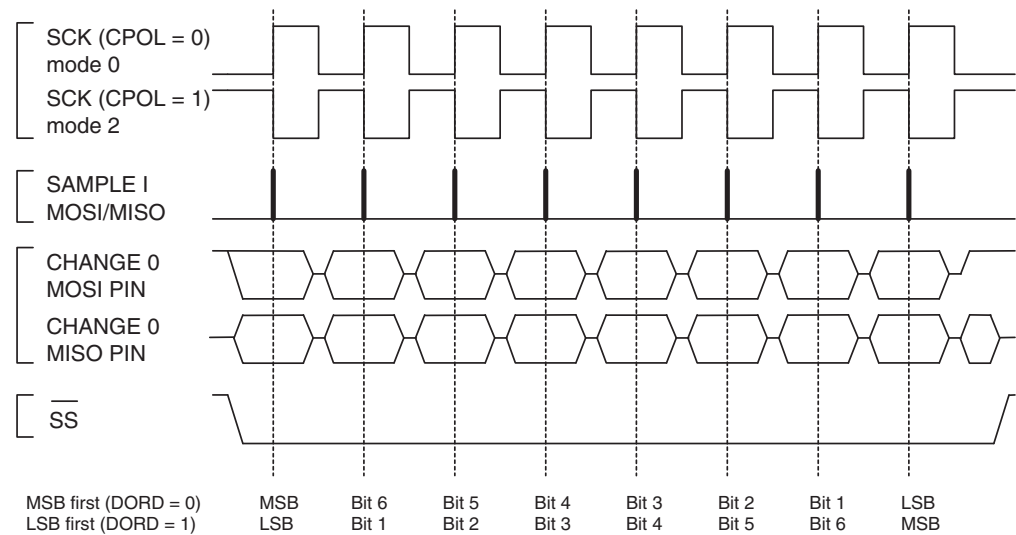 SCK (CPOL = 0)
mode 0
SCK (CPOL = 1)
mode 2
SAMPLE I
MOSI/MISO
CHANGE 0
MOSI PIN
CHANGE 0
MISO PIN
SS
MSB first (DORD = 0) MSB Bit 6 Bit 5 Bit 4 Bit 3 Bit 2 Bit 1 LSB
LSB first (DORD = 1) LSB Bit 1 Bit 2 Bit 3 Bit 4 Bit 5 Bit 6 MSB